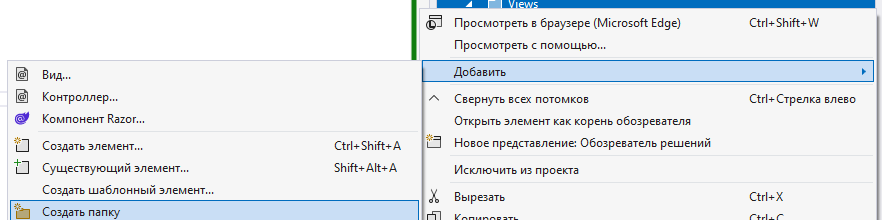 Views
Просмотреть в браузере (Microsoft Edge) Ctrl+Shift+W
Просмотреть с помощью...
Добавить
Свернуть всех потомков Ctrl+Стрелка влево
Открыть элемент как корень обозревателя
Новое представление: Обозреватель решений
Исключить из проекта
Вырезать Ctrl+X
Копировать Ctrl+C
Вид...
Контроллер...
Компонент Razor...
Создать элемент... Ctrl+Shift+A
Существующий элемент... Shift+Alt+A
Создать шаблонный элемент...
Создать папку